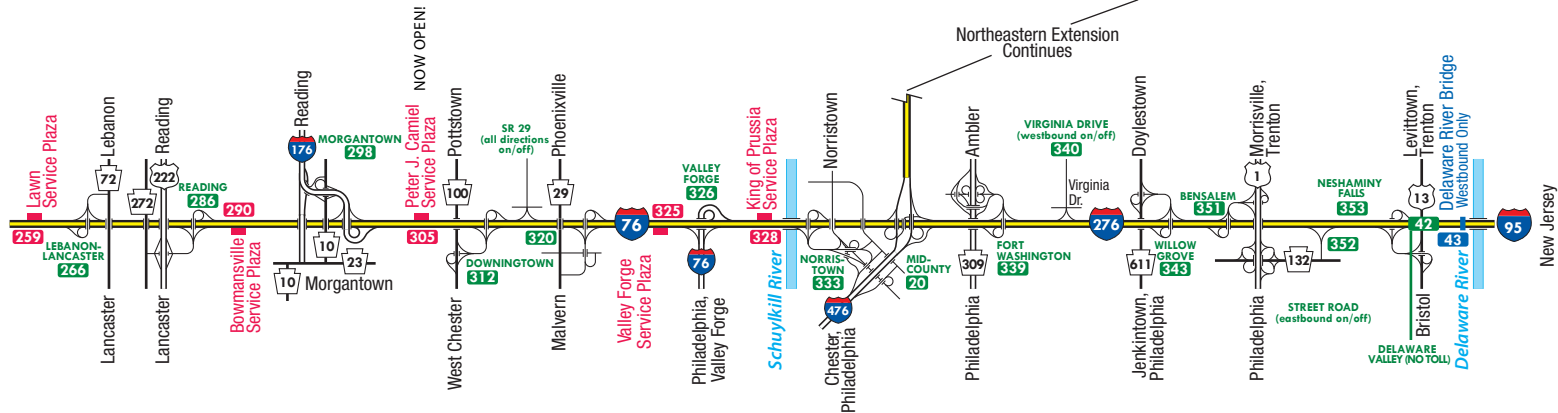 Northeastern Extension
Continues
Lawn
Service Plaza
259
Lebanon
72
Lancaster
LEBANON-
LANCASTER
266
272
Reading
222
Lancaster
READING
286
290
Bowmansville
Service Plaza
Reading
176
MORGANTOWN
298
10
23
10
Morgantown
Peter J. Camiel
Service Plaza
NOW OPEN!
305
Pottstown
100
West Chester
DOWNINGTOWN
312
SR 29
(all directions
on/off)
320
Phoenixville
29
Malvern
76
325
Valley Forge
Service Plaza
VALLEY
FORGE
326
76
Philadelphia,
Valley Forge
King of Prussia
Service Plaza
328
Schuylkill River
Norristown
NORRIS-
TOWN
333
476
Chester,
Philadelphia
MID-
COUNTY
20
Ambler
309
Philadelphia
FORT
WASHINGTON
339
VIRGINIA DRIVE
(westbound on/off)
340
Virginia
Dr.
276
Doylestown
611
Jenkintown,
Philadelphia
WILLOW
GROVE
343
BENSALEM
351
Morrisville,
Trenton
1
Philadelphia
132
352
STREET ROAD
(eastbound on/off)
NESHAMINY
FALLS
353
Levittown,
Trenton
13
42
Bristol
DELAWARE
VALLEY (NO TOLL)
Delaware River Bridge
Westbound Only
43
Delaware River
95
New Jersey